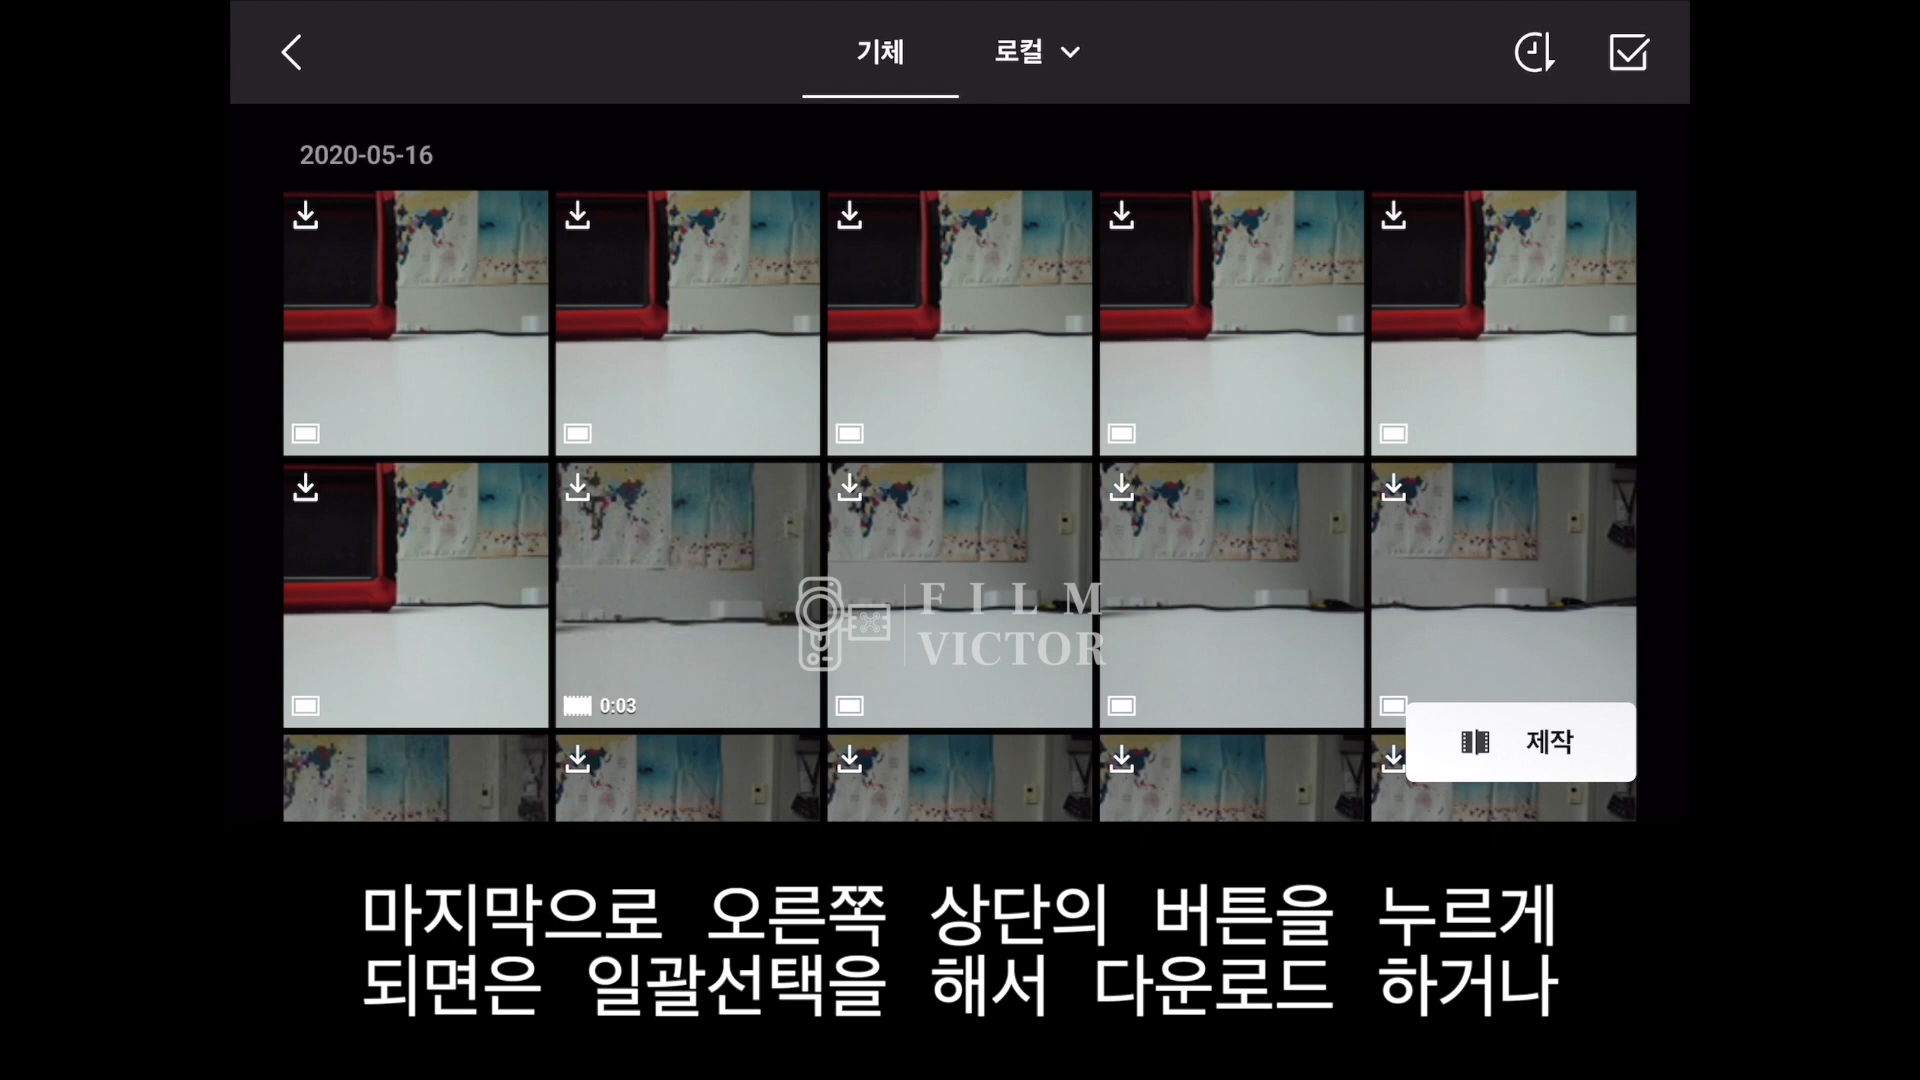 기체
로컬
2020-05-16
FILM
VICTOR
0:03
제작
마지막으로 오른쪽 상단의 버튼을 누르게
되면은 일괄선택을 해서 다운로드 하거나